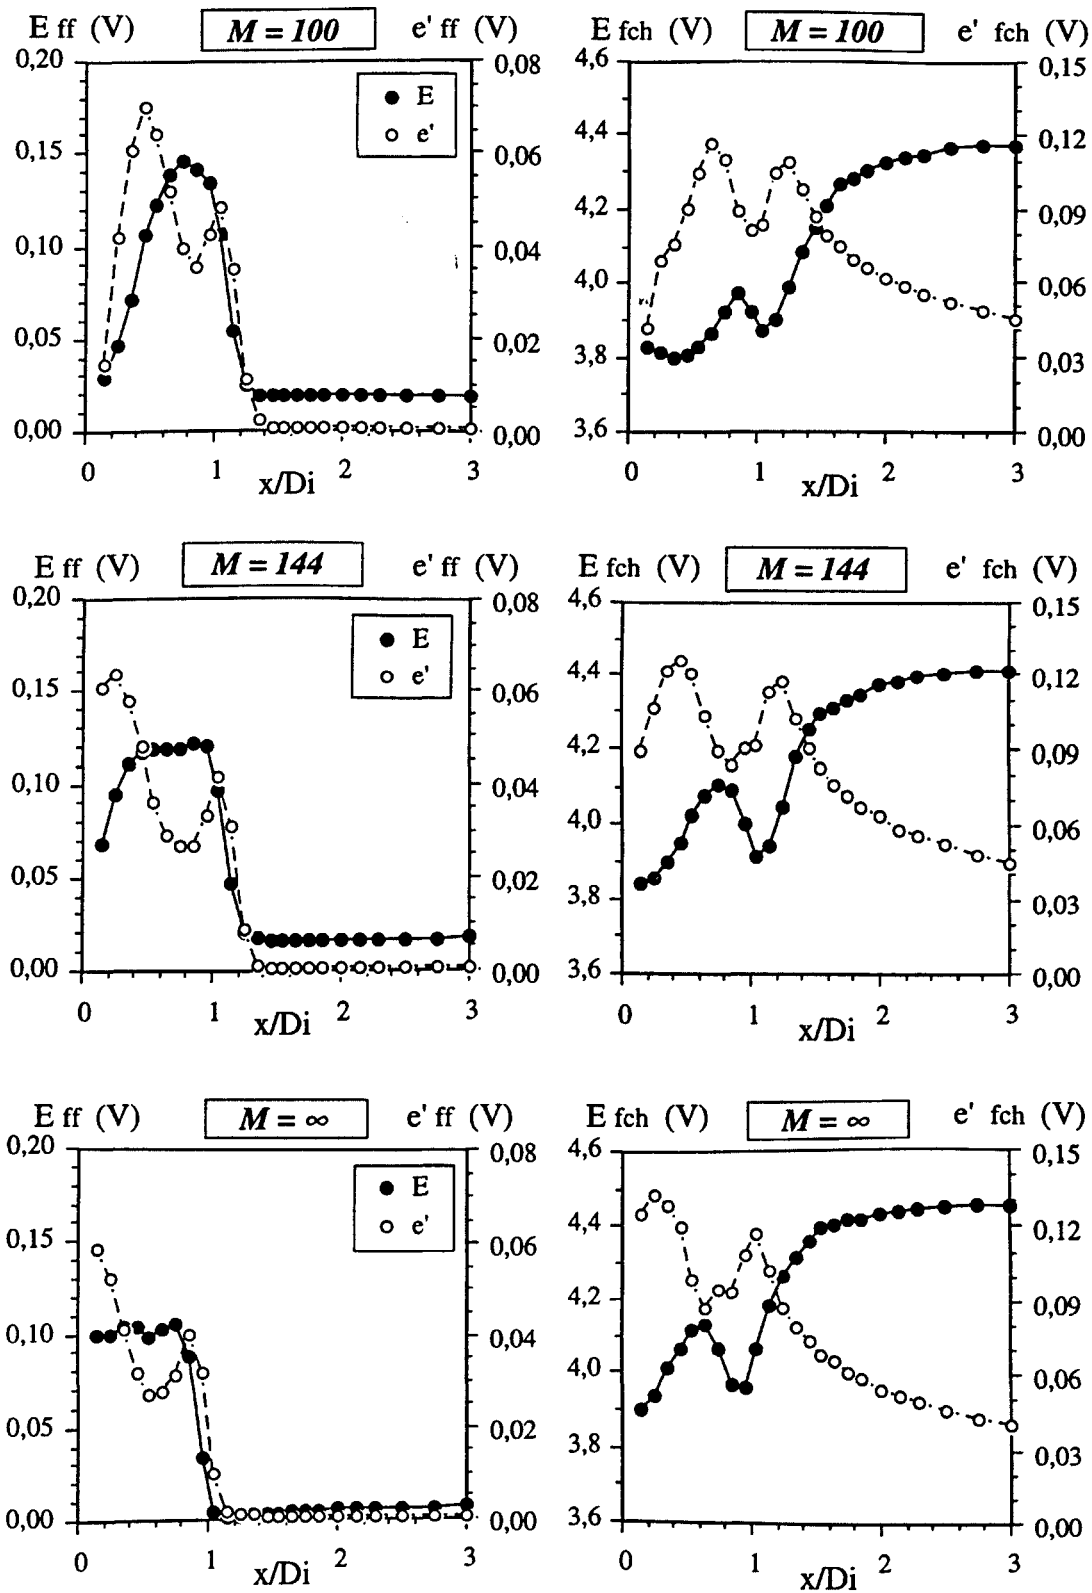 E ff (V) M = 100 e' ff (V)
0,20 0,08
E
e'
0,15 0,06
0,10 0,04
0,05 0,02
0,00 0,00
0 1 2 3
x/Di
E fch (V) M = 100 e' fch (V)
4,6 0,15
4,4 0,12
4,2 0,09
4,0 0,06
3,8 0,03
3,6 0,00
0 1 2 3
x/Di
E ff (V) M = 144 e' ff (V)
0,20 0,08
E
e'
0,15 0,06
0,10 0,04
0,05 0,02
0,00 0,00
0 1 2 3
x/Di
E fch (V) M = 144 e' fch (V)
4,6 0,15
4,4 0,12
4,2 0,09
4,0 0,06
3,8 0,03
3,6 0,00
0 1 2 3
x/Di
E ff (V) M = ∞ e' ff (V)
0,20 0,08
E
e'
0,15 0,06
0,10 0,04
0,05 0,02
0,00 0,00
0 1 2 3
x/Di
E fch (V) M = ∞ e' fch (V)
4,6 0,15
4,4 0,12
4,2 0,09
4,0 0,06
3,8 0,03
3,6 0,00
0 1 2 3
x/Di